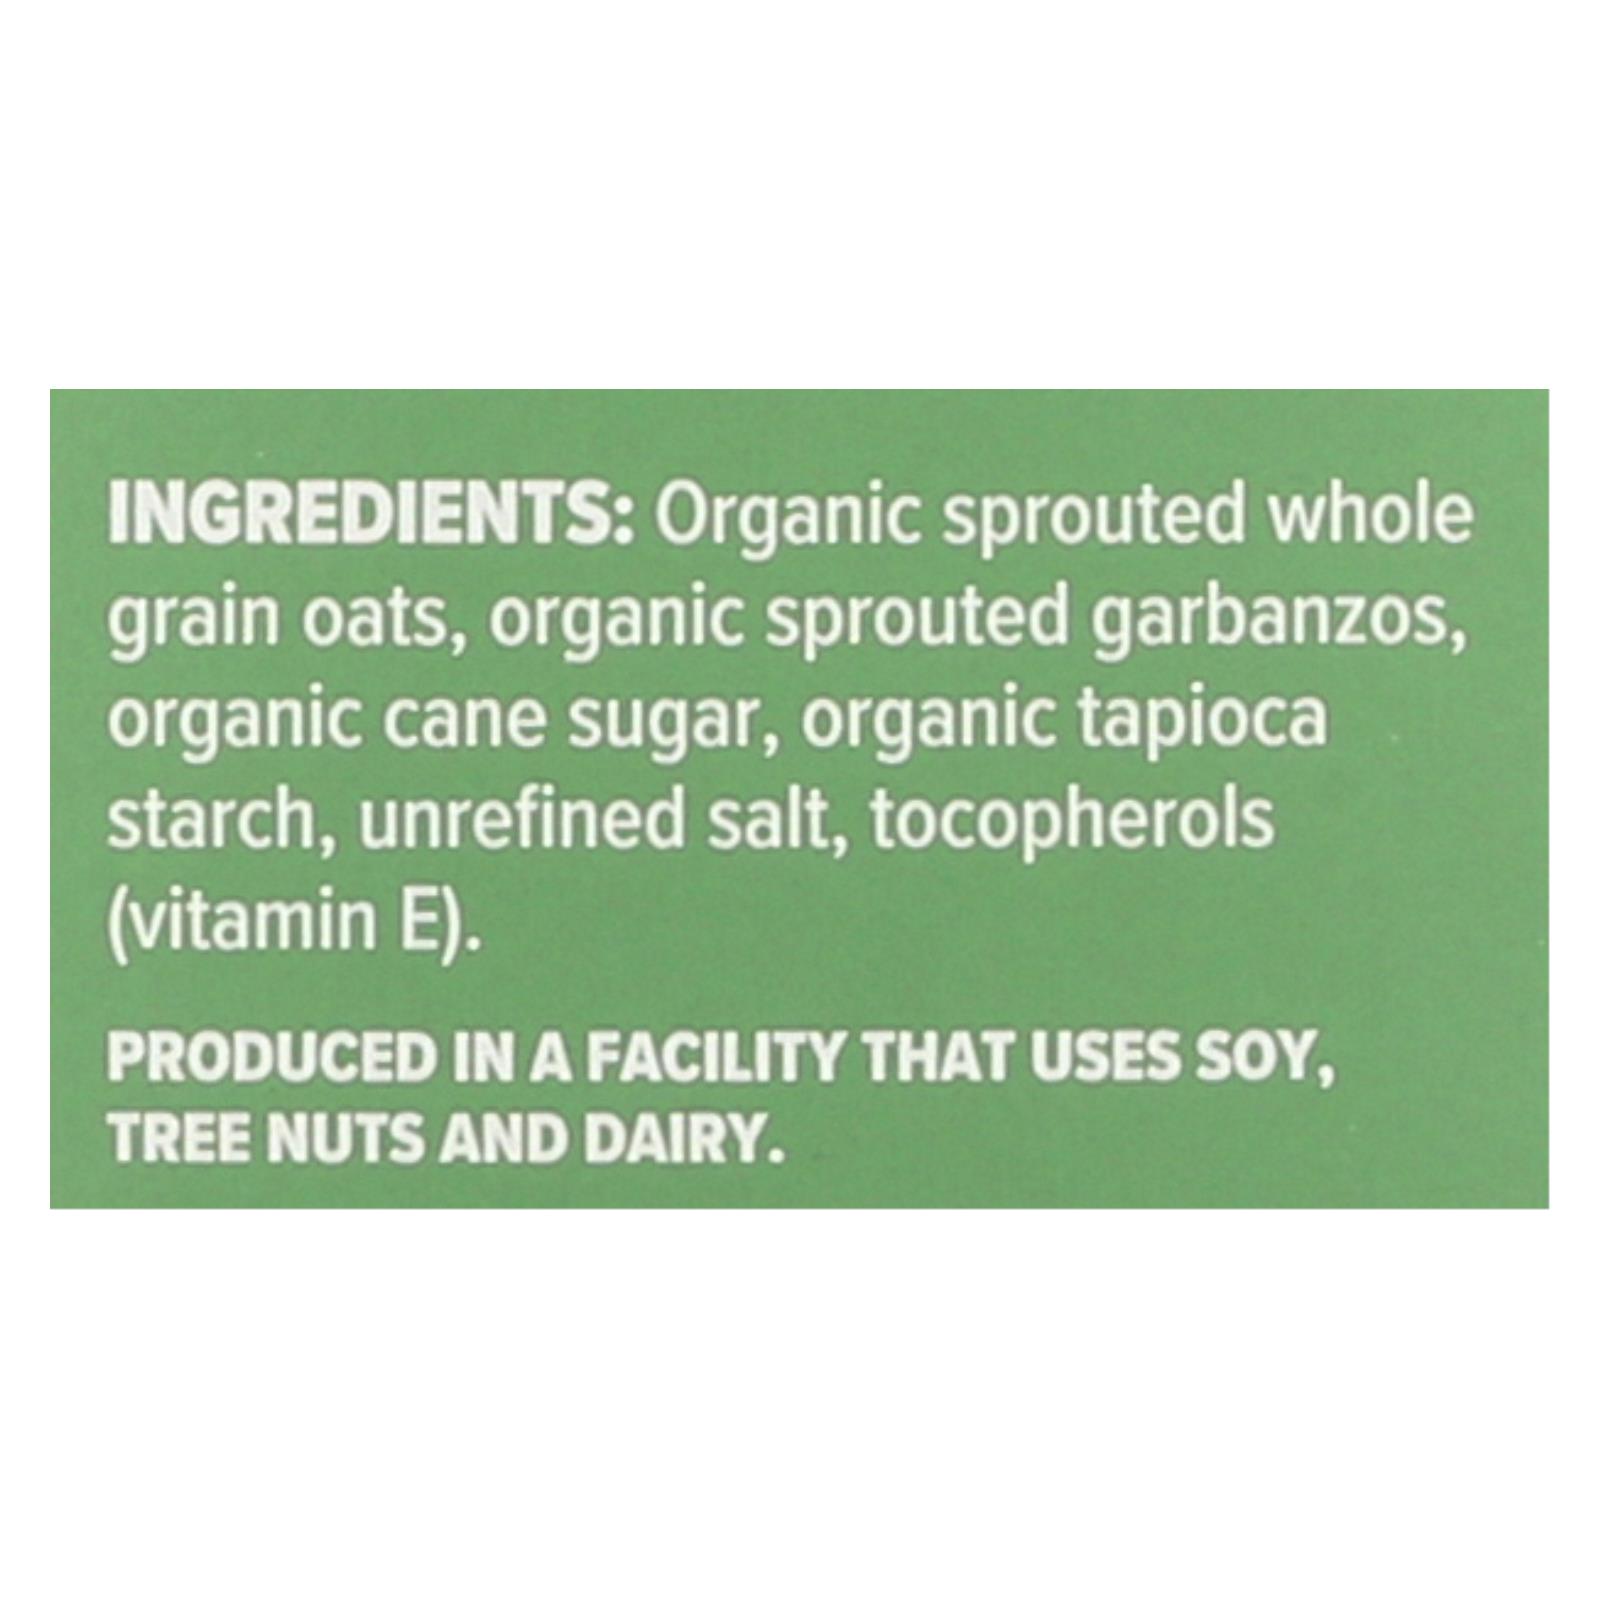 INGREDIENTS: Organic sprouted whole
grain oats, organic sprouted garbanzos,
organic cane sugar, organic tapioca
starch, unrefined salt, tocopherols
(vitamin E).
PRODUCED IN A FACILITY THAT USES SOY,
TREE NUTS AND DAIRY.